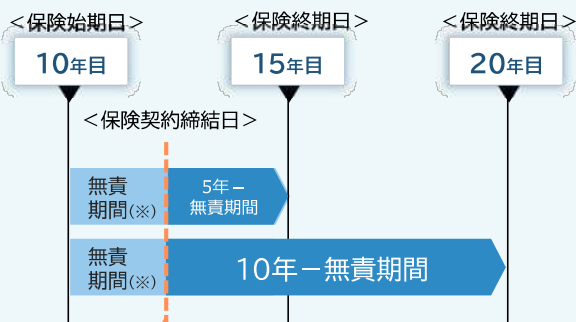 ＜保険始期日＞
＜保険終期日＞
＜保険終期日＞
10年目
15年目
20年目
＜保険契約締結日＞
無責
期間(※)
5年－
無責期間
無責
期間(※)
10年－無責期間